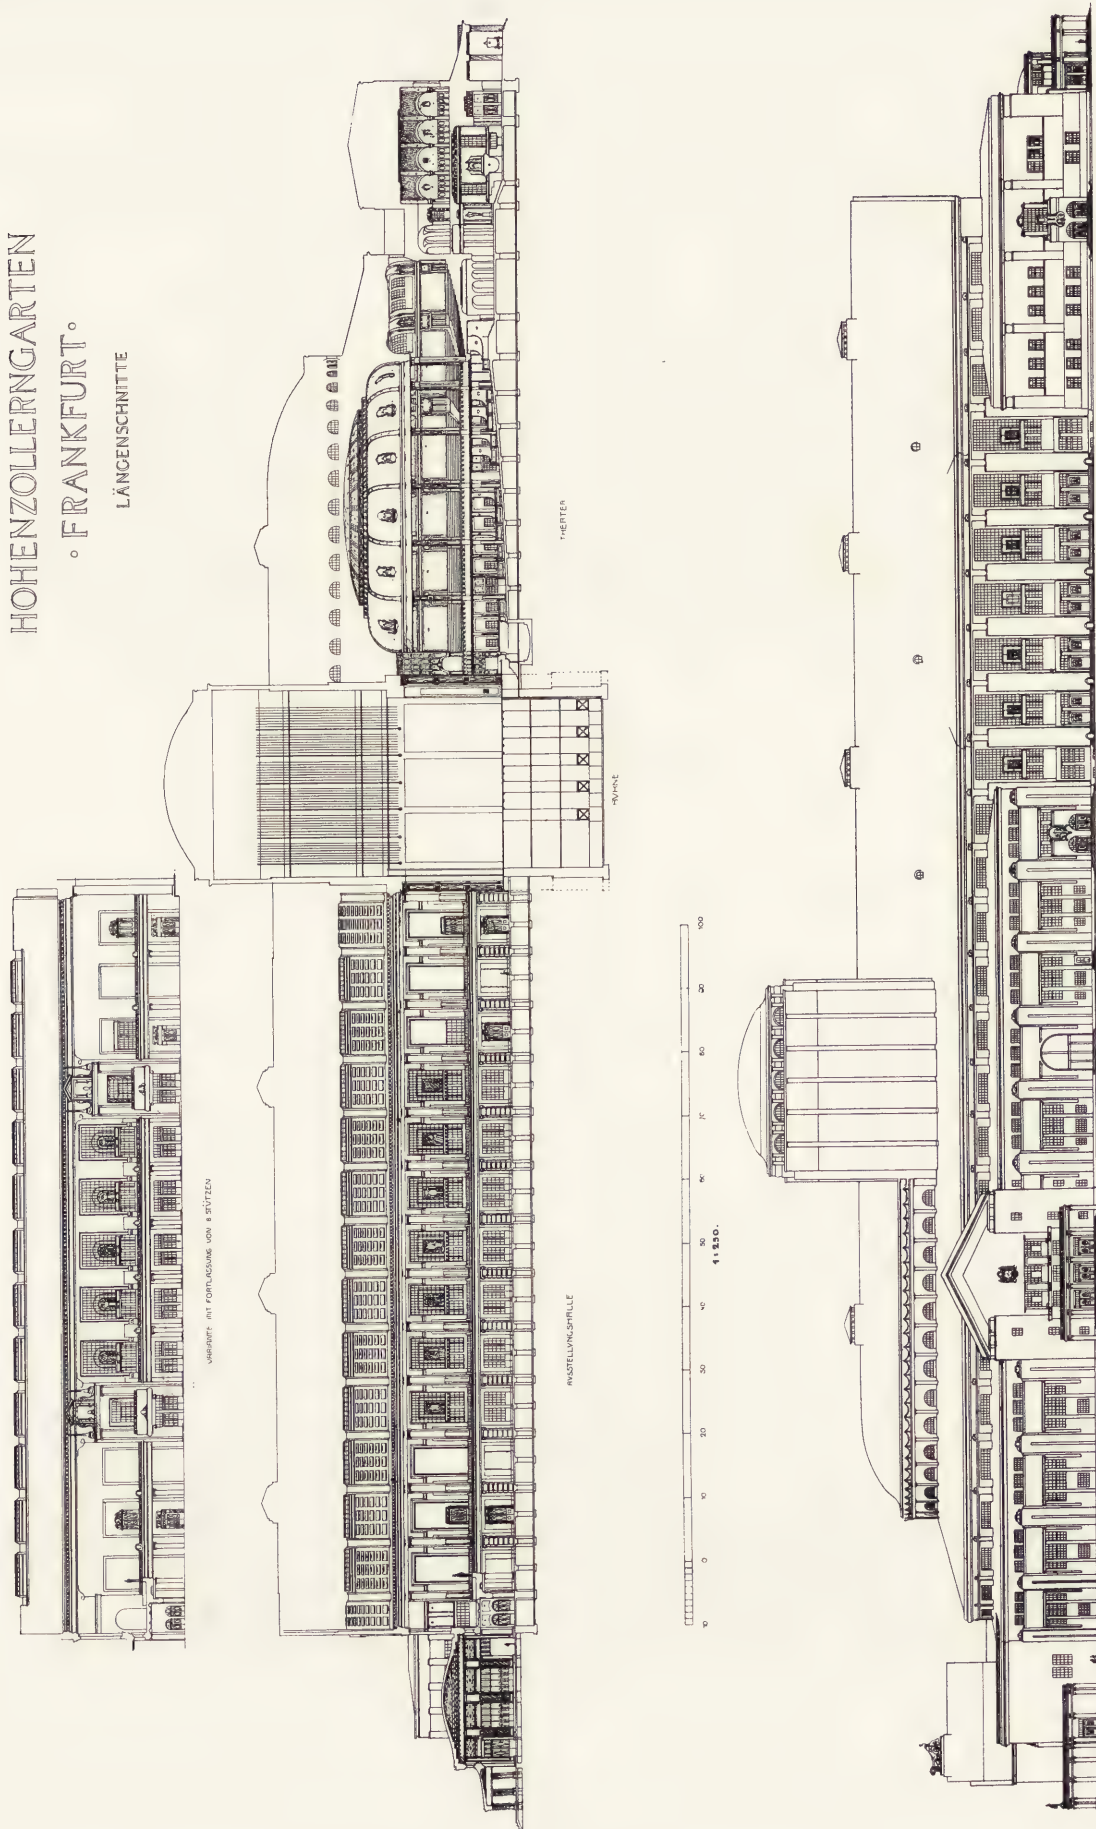 HOHENZOLLERNGARTEN
∘ FRANKFURT ∘
LÄNGENSCHNITTE
VARIANTE MIT FORTLASSUNG VON 8 STÜTZEN
AUSSTELLUNGSHALLE
BÜHNE
THEATER
10 0 10 20 30 40 50 60 70 80 90 100
1:250.